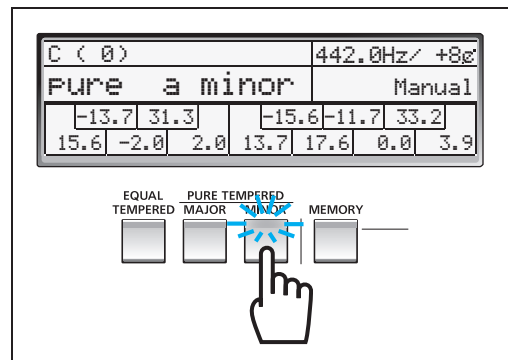 C ( 0) 442.0Hz/ +8¢
Pure a minor Manual
-13.7 31.3 -15.6 -11.7 33.2
15.6 -2.0 2.0 13.7 17.6 0.0 3.9
EQUAL TEMPERED
PURE TEMPERED
MAJOR MINOR
MEMORY